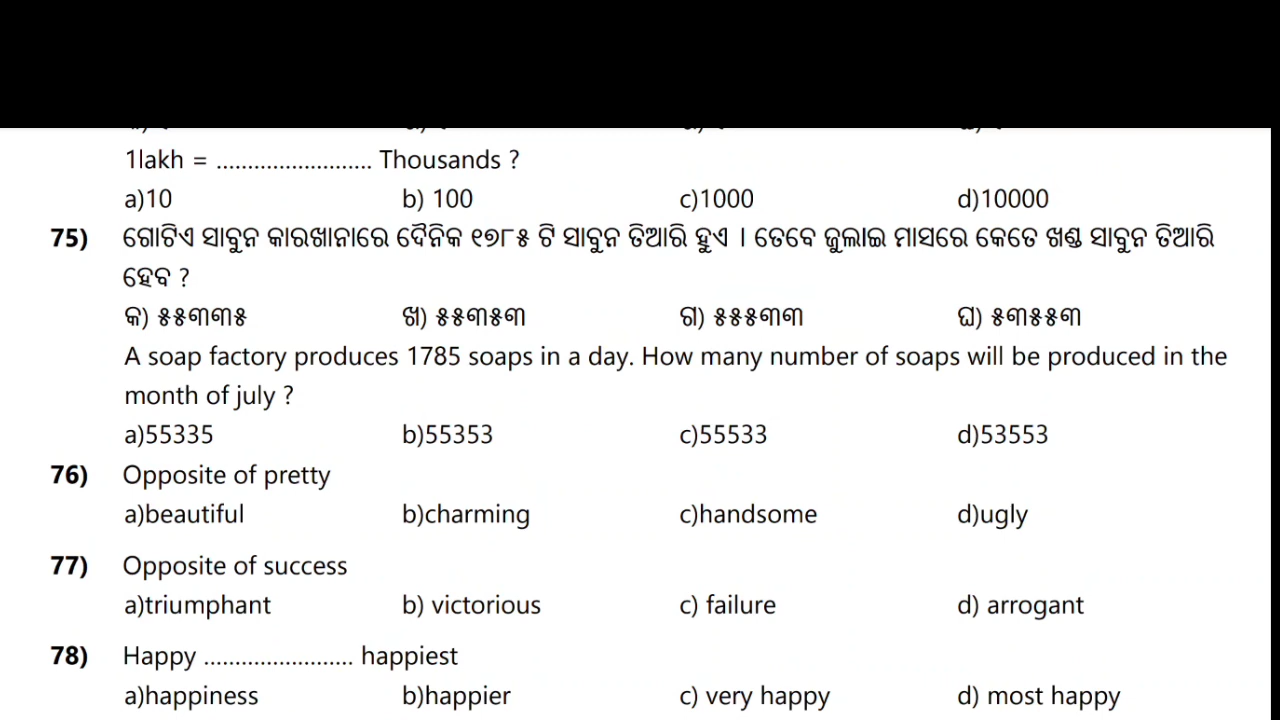 1lakh = ......................... Thousands ?
a)10 b) 100 c)1000 d)10000
75) ଗୋଟିଏ ସାବୁନ କାରଖାନାରେ ଦୈନିକ ୧୭୮୫ ଟି ସାବୁନ ତିଆରି ହୁଏ । ତେବେ ଜୁଲାଇ ମାସରେ କେତେ ଖଣ୍ଡ ସାବୁନ ତିଆରି
ହେବ ?
କ) ୫୫୩୩୫ ଖ) ୫୫୩୫୩ ଗ) ୫୫୫୩୩ ଘ) ୫୩୫୫୩
A soap factory produces 1785 soaps in a day. How many number of soaps will be produced in the
month of july ?
a)55335 b)55353 c)55533 d)53553
76) Opposite of pretty
a)beautiful b)charming c)handsome d)ugly
77) Opposite of success
a)triumphant b) victorious c) failure d) arrogant
78) Happy ........................ happiest
a)happiness b)happier c) very happy d) most happy